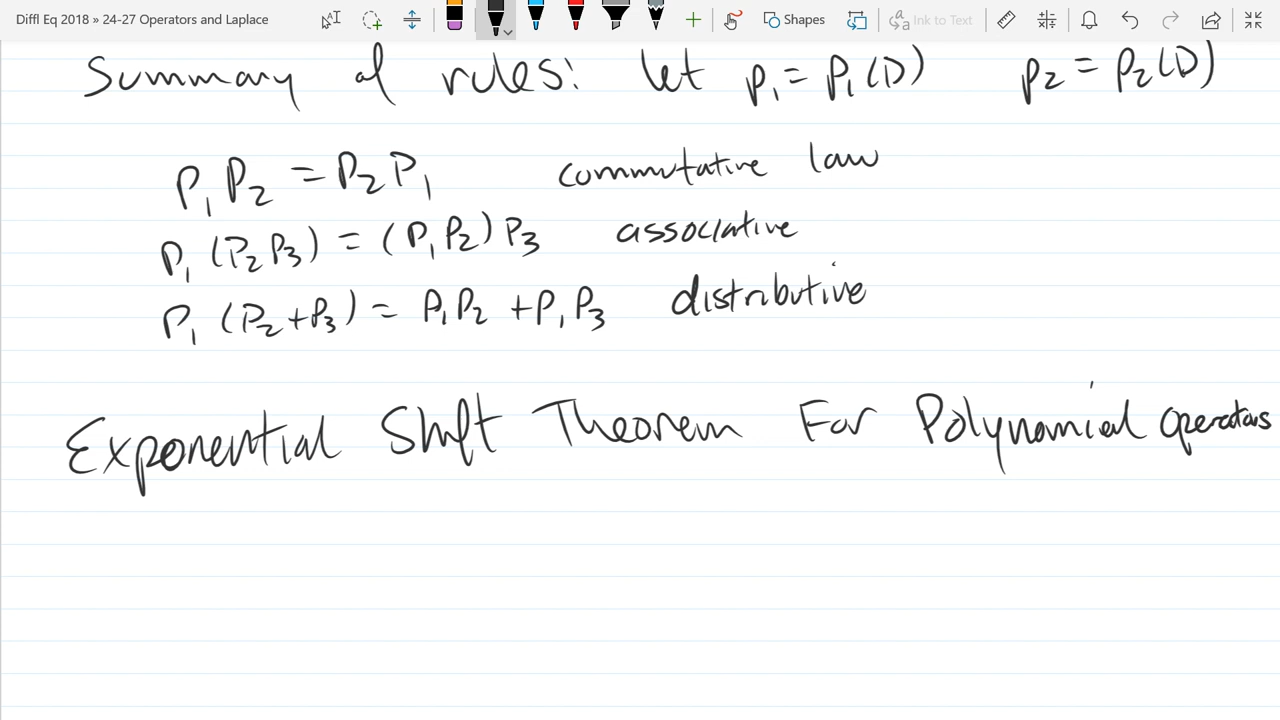 Diffl Eq 2018 » 24-27 Operators and Laplace Shapes Ink to Text
Summary of rules: let p₁ = P₁(D) p₂ = P₂(D)
P₁P₂ = P₂P₁ commutative law
P₁(P₂P₃) = (P₁P₂)P₃ associative
P₁(P₂+P₃) = P₁P₂ + P₁P₃ distributive
Exponential Shift Theorem For Polynomial operators